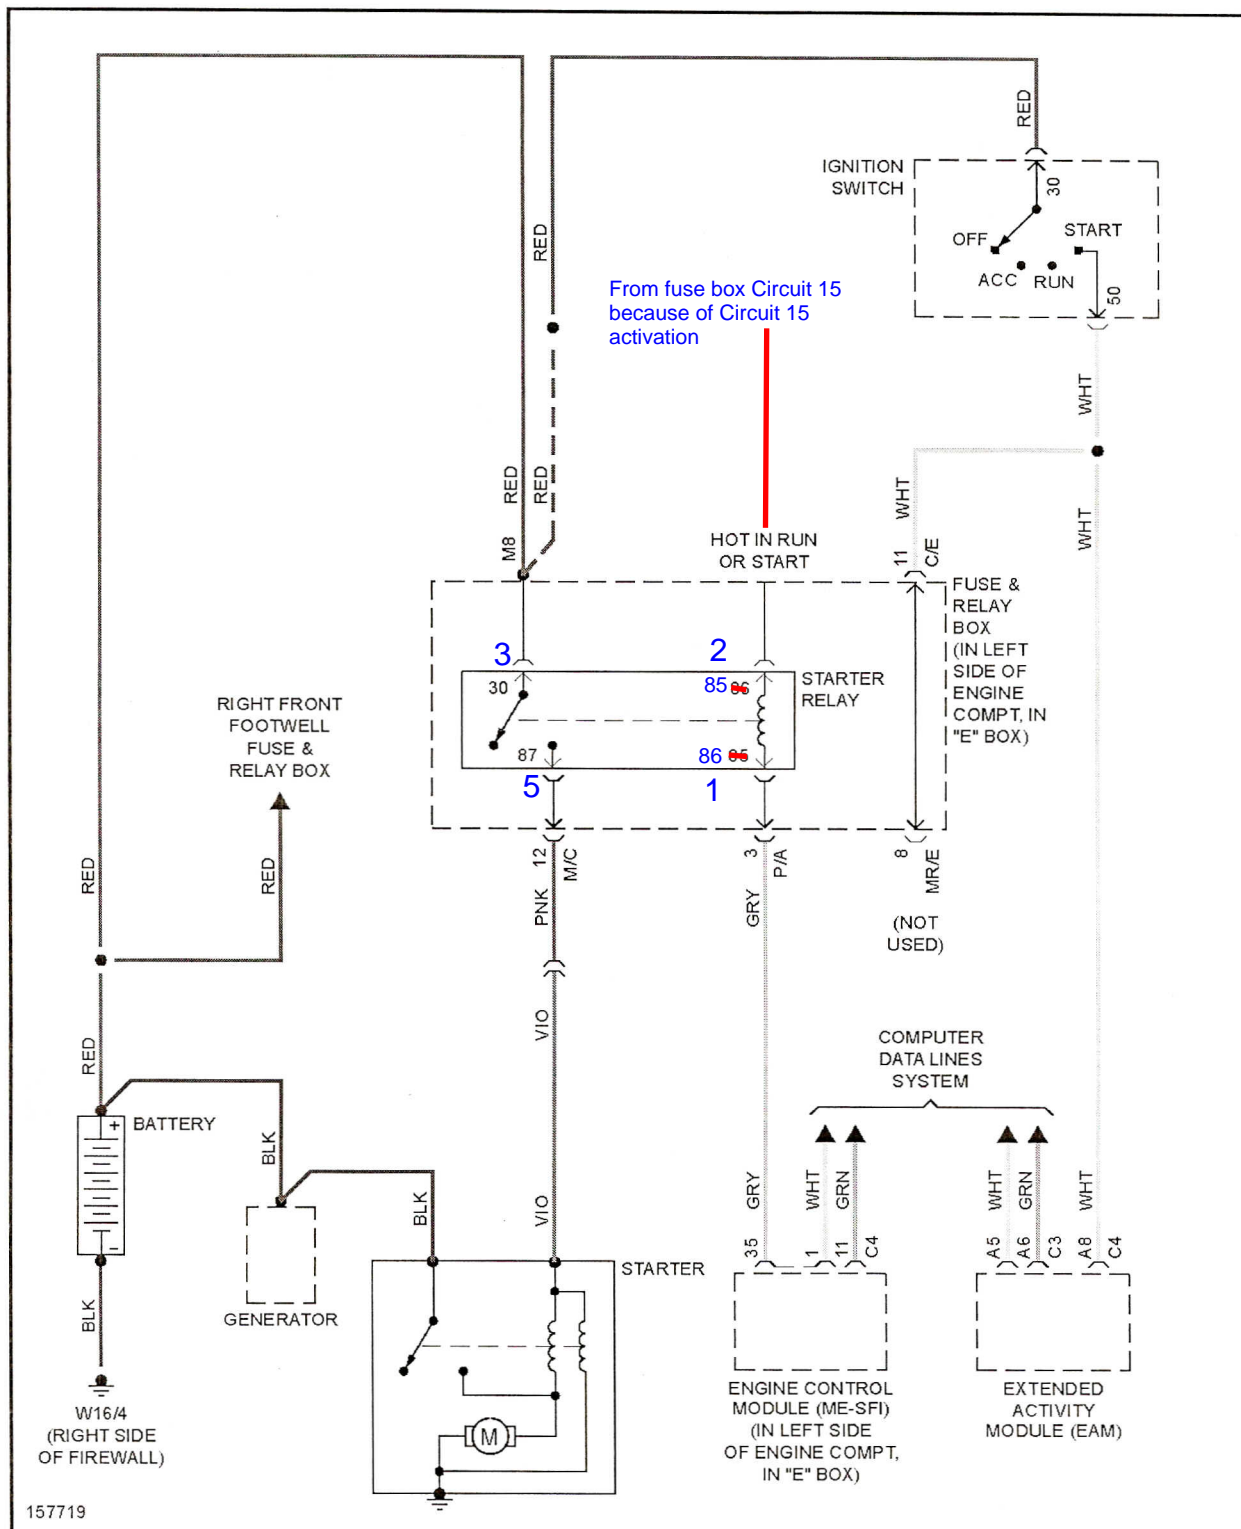 RED
RED
IGNITION
SWITCH
30
OFF
START
ACC
RUN
50
RED
From fuse box Circuit 15
because of Circuit 15
activation
WHT
RED
RED
WHT
WHT
M8
HOT IN RUN
OR START
11
C/E
FUSE &
RELAY
BOX
(IN LEFT
SIDE OF
ENGINE
COMPT, IN
"E" BOX)
3
2
30
85
86
STARTER
RELAY
87
86
85
5
1
RIGHT FRONT
FOOTWELL
FUSE &
RELAY BOX
12
M/C
3
P/A
8
MR/E
RED
RED
PNK
GRY
(NOT
USED)
VIO
COMPUTER
DATA LINES
SYSTEM
RED
BATTERY
+
-
BLK
BLK
VIO
GRY
WHT
GRN
WHT
GRN
WHT
35
1
11
C4
A5
A6
C3
A8
C4
BLK
GENERATOR
STARTER
M
W16/4
(RIGHT SIDE
OF FIREWALL)
ENGINE CONTROL
MODULE (ME-SFI)
(IN LEFT SIDE
OF ENGINE COMPT,
IN "E" BOX)
EXTENDED
ACTIVITY
MODULE (EAM)
157719